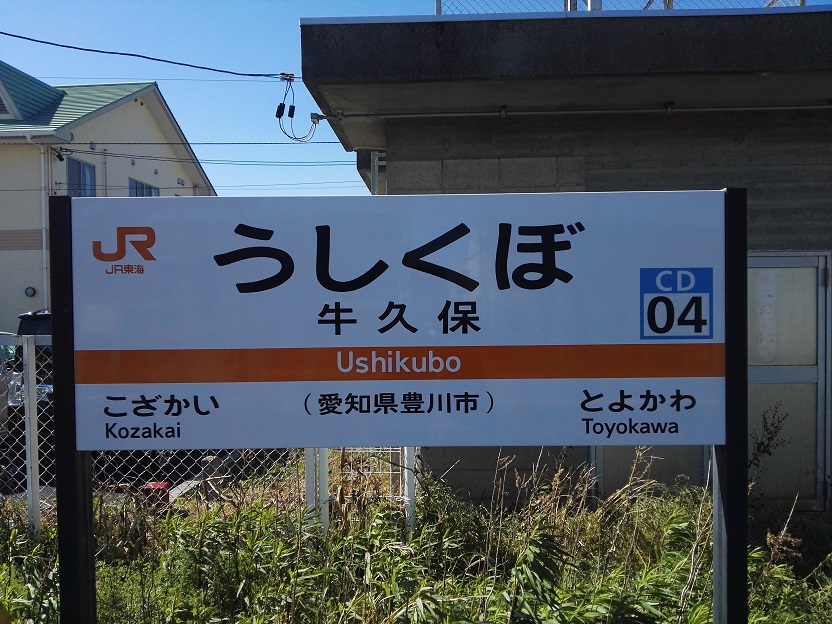 JR
JR東海
うしくぼ
牛久保
CD
04
Ushikubo
こざかい
Kozakai
（愛知県豊川市）
とよかわ
Toyokawa